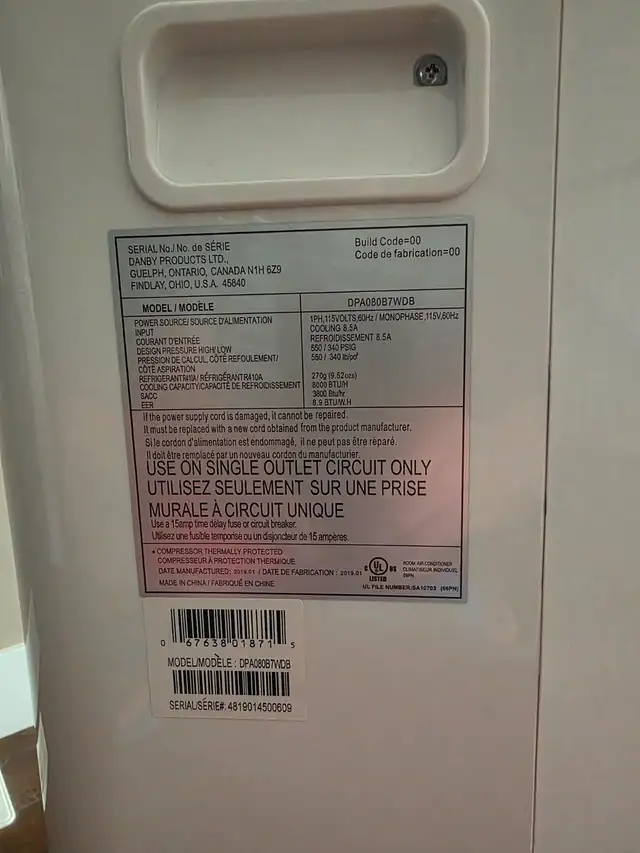 SERIAL No./ No. de SÉRIE
DANBY PRODUCTS LTD.,
GUELPH, ONTARIO, CANADA N1H 6Z9
FINDLAY, OHIO, U.S.A. 45840
Build Code=00
Code de fabrication=00
MODEL / MODÈLE DPA080B7WDB
POWER SOURCE/ SOURCE D'ALIMENTATION 1PH,115VOLTS,60Hz / MONOPHASE,115V,60Hz
INPUT COOLING 8.5A
COURANT D'ENTRÉE REFROIDISSEMENT 8.5A
DESIGN PRESSURE HIGH/ LOW 550 / 340 PSIG
PRESSION DE CALCUL, CÔTÉ REFOULEMENT/ 550 / 340 lb/po²
CÔTÉ ASPIRATION
REFRIGERANT R410A / RÉFRIGÉRANT R410A 270g (9.52ozs)
COOLING CAPACITY/CAPACITÉ DE REFROIDISSEMENT 8000 BTU/H
SACC 3800 Btu/hr
EER 8.9 BTU/W.H
If the power supply cord is damaged, it cannot be repaired.
It must be replaced with a new cord obtained from the product manufacturer.
Si le cordon d'alimentation est endommagé, il ne peut pas être réparé.
Il doit être remplacé par un nouveau cordon du manufacturier.
USE ON SINGLE OUTLET CIRCUIT ONLY
UTILISEZ SEULEMENT SUR UNE PRISE
MURALE À CIRCUIT UNIQUE
Use a 15amp time delay fuse or circuit breaker.
Utilisez une fusible temporisé ou un disjoncteur de 15 ampères.
* COMPRESSOR THERMALLY PROTECTED
COMPRESSEUR À PROTECTION THERMIQUE
DATE MANUFACTURED: 2019.01 / DATE DE FABRICATION : 2019.01
MADE IN CHINA / FABRIQUÉ EN CHINE
C UL US
LISTED
ROOM AIR CONDITIONER
CLIMATISEUR INDIVIDUEL
59PN
U/L FILE NUMBER:SA10703 (66PN)
0 67638 01871 5
MODEL/MODÈLE : DPA080B7WDB
SERIAL/SÉRIE#: 4819014500609